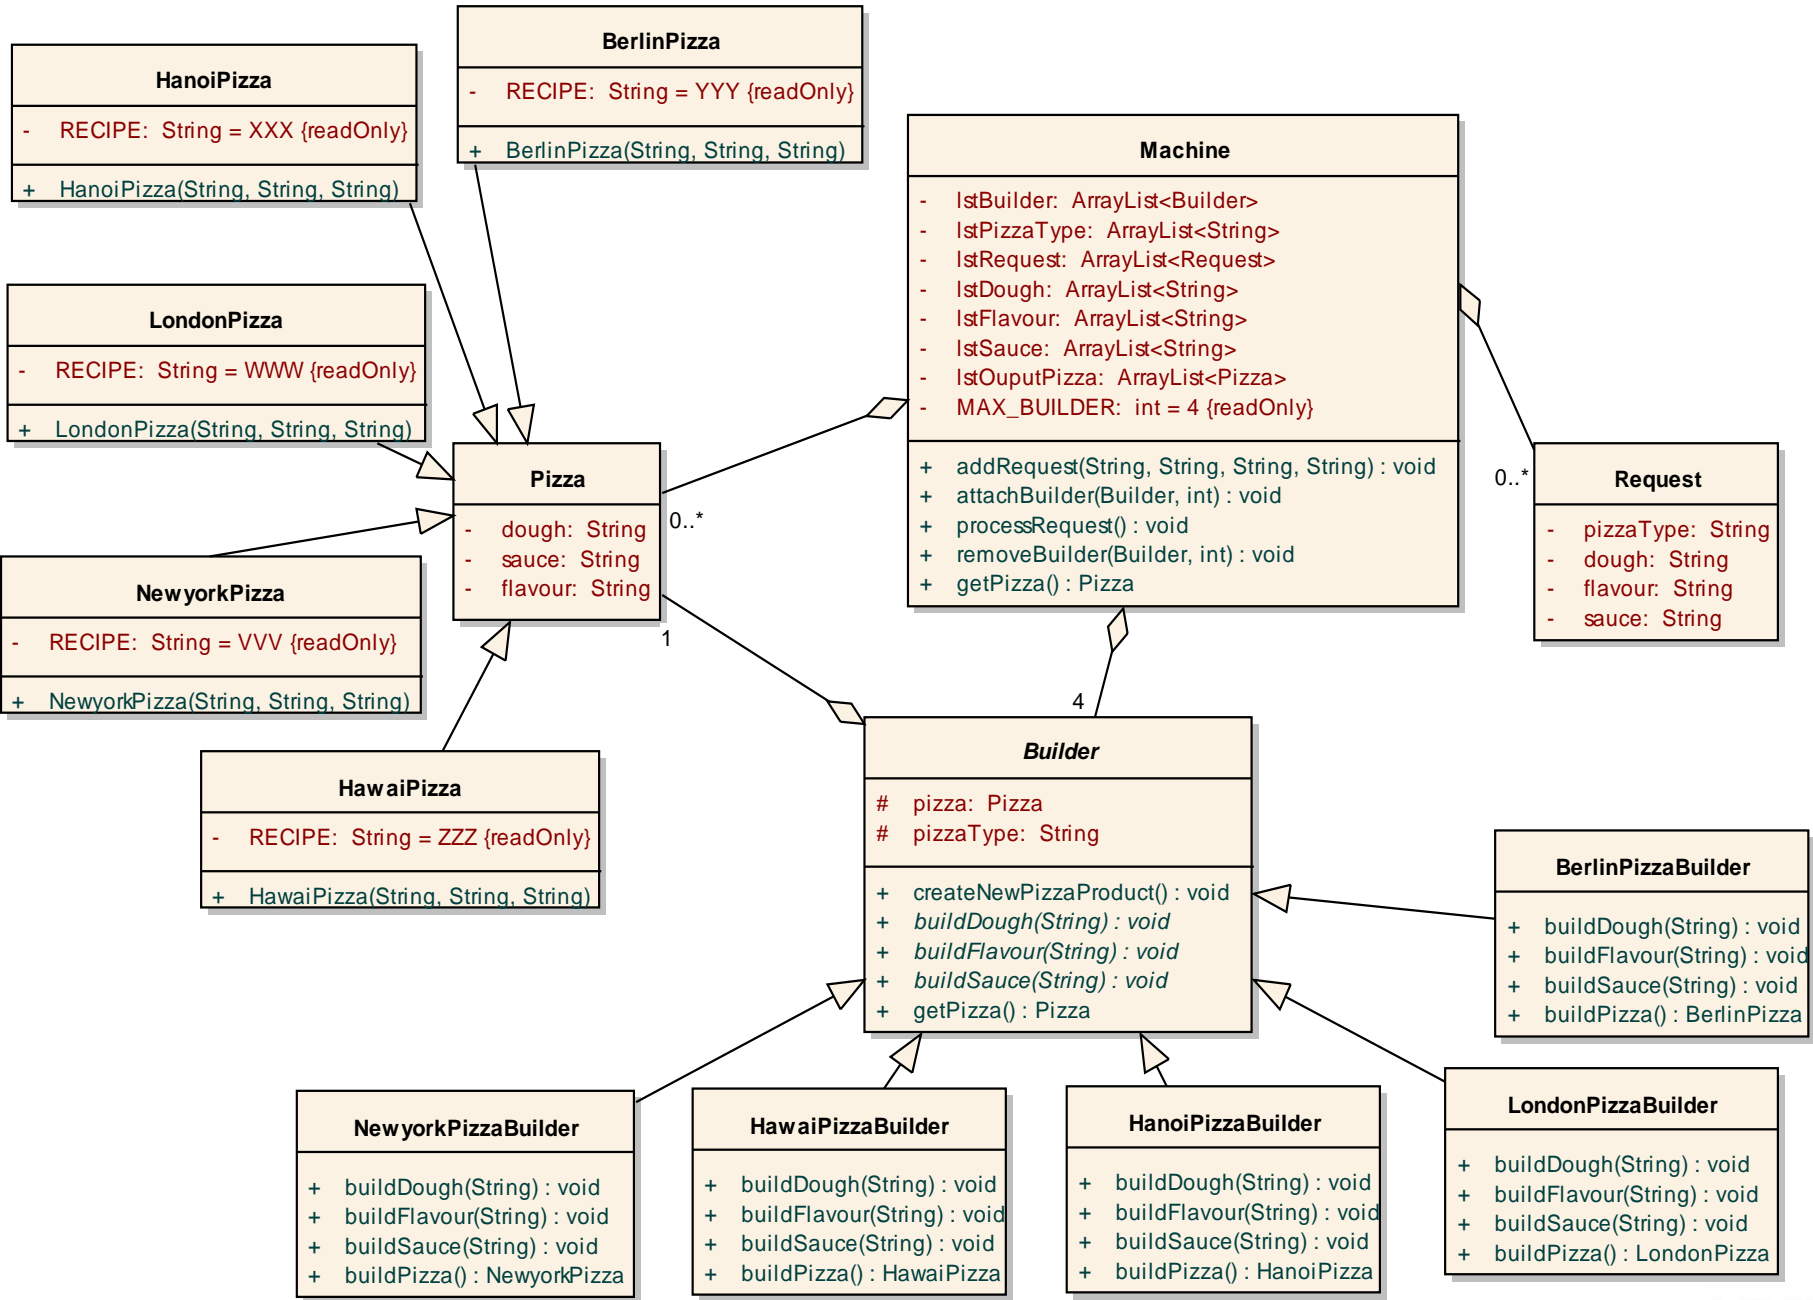 HanoiPizza
- RECIPE: String = XXX {readOnly}
+ HanoiPizza(String, String, String)
BerlinPizza
- RECIPE: String = YYY {readOnly}
+ BerlinPizza(String, String, String)
Machine
- lstBuilder: ArrayList<Builder>
- lstPizzaType: ArrayList<String>
- lstRequest: ArrayList<Request>
- lstDough: ArrayList<String>
- lstFlavour: ArrayList<String>
- lstSauce: ArrayList<String>
- lstOuputPizza: ArrayList<Pizza>
- MAX_BUILDER: int = 4 {readOnly}
+ addRequest(String, String, String, String) : void
+ attachBuilder(Builder, int) : void
+ processRequest() : void
+ removeBuilder(Builder, int) : void
+ getPizza() : Pizza
LondonPizza
- RECIPE: String = WWW {readOnly}
+ LondonPizza(String, String, String)
Pizza
- dough: String
- sauce: String
- flavour: String
0..*
1
0..*
Request
- pizzaType: String
- dough: String
- flavour: String
- sauce: String
NewyorkPizza
- RECIPE: String = VVV {readOnly}
+ NewyorkPizza(String, String, String)
HawaiPizza
- RECIPE: String = ZZZ {readOnly}
+ HawaiPizza(String, String, String)
4
Builder
# pizza: Pizza
# pizzaType: String
+ createNewPizzaProduct() : void
+ buildDough(String) : void
+ buildFlavour(String) : void
+ buildSauce(String) : void
+ getPizza() : Pizza
BerlinPizzaBuilder
+ buildDough(String) : void
+ buildFlavour(String) : void
+ buildSauce(String) : void
+ buildPizza() : BerlinPizza
NewyorkPizzaBuilder
+ buildDough(String) : void
+ buildFlavour(String) : void
+ buildSauce(String) : void
+ buildPizza() : NewyorkPizza
HawaiPizzaBuilder
+ buildDough(String) : void
+ buildFlavour(String) : void
+ buildSauce(String) : void
+ buildPizza() : HawaiPizza
HanoiPizzaBuilder
+ buildDough(String) : void
+ buildFlavour(String) : void
+ buildSauce(String) : void
+ buildPizza() : HanoiPizza
LondonPizzaBuilder
+ buildDough(String) : void
+ buildFlavour(String) : void
+ buildSauce(String) : void
+ buildPizza() : LondonPizza